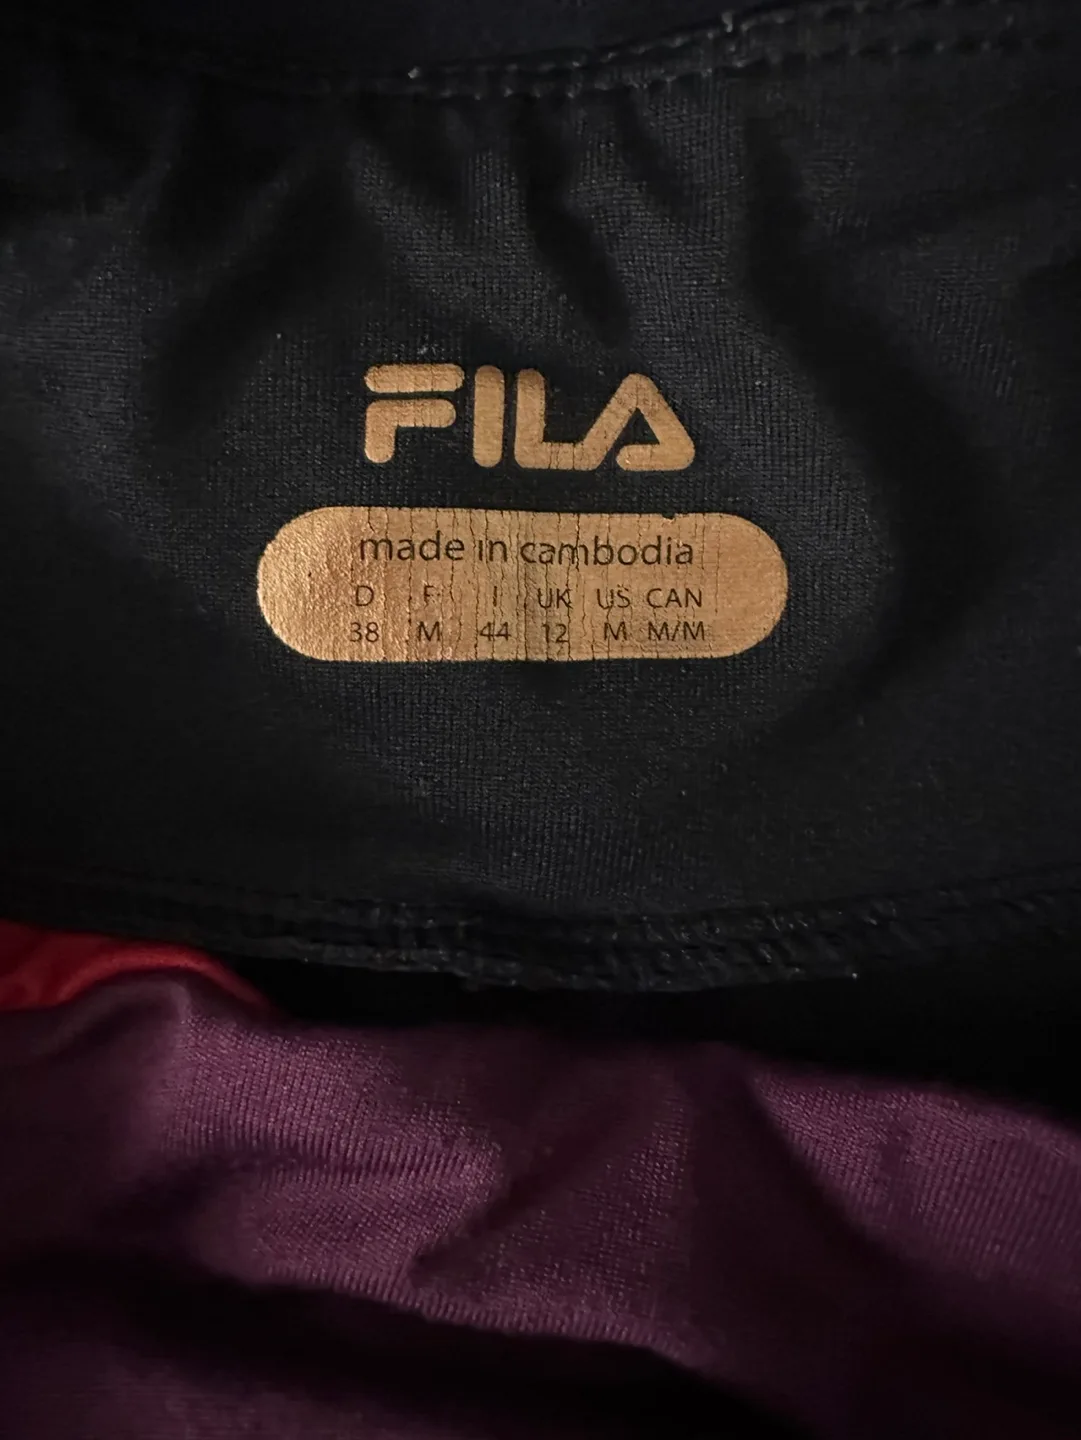 FILA
made in cambodia
D F I UK US CAN
38 M 44 12 M M/M